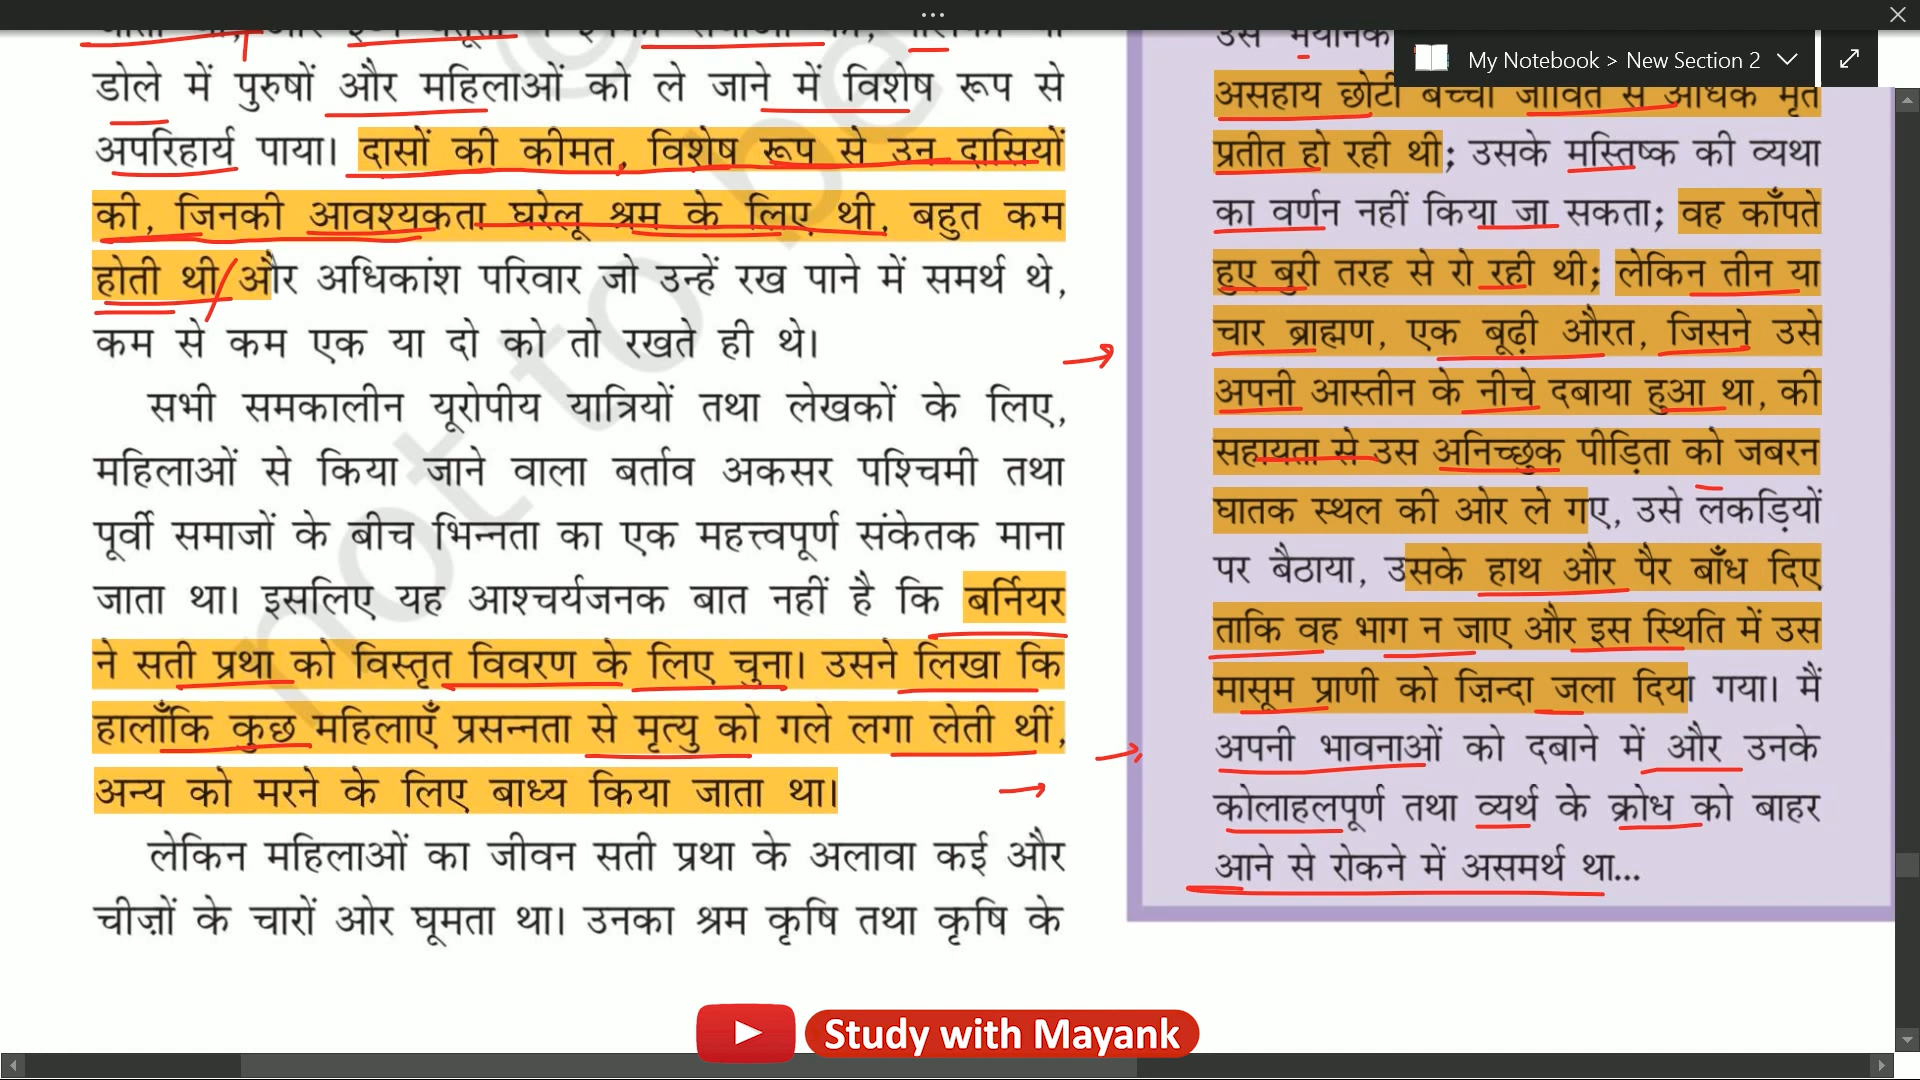 ...
My Notebook > New Section 2
डोले में पुरुषों और महिलाओं को ले जाने में विशेष रूप से
अपरिहार्य पाया। दासों की कीमत, विशेष रूप से उन दासियों
की, जिनकी आवश्यकता घरेलू श्रम के लिए थी, बहुत कम
होती थी और अधिकांश परिवार जो उन्हें रख पाने में समर्थ थे,
कम से कम एक या दो को तो रखते ही थे।
सभी समकालीन यूरोपीय यात्रियों तथा लेखकों के लिए,
महिलाओं से किया जाने वाला बर्ताव अकसर पश्चिमी तथा
पूर्वी समाजों के बीच भिन्नता का एक महत्त्वपूर्ण संकेतक माना
जाता था। इसलिए यह आश्चर्यजनक बात नहीं है कि बर्नियर
ने सती प्रथा को विस्तृत विवरण के लिए चुना। उसने लिखा कि
हालाँकि कुछ महिलाएँ प्रसन्नता से मृत्यु को गले लगा लेती थीं,
अन्य को मरने के लिए बाध्य किया जाता था।
लेकिन महिलाओं का जीवन सती प्रथा के अलावा कई और
चीज़ों के चारों ओर घूमता था। उनका श्रम कृषि तथा कृषि के
उस भयानक
असहाय छोटी बच्ची जीवित से अधिक मृत
प्रतीत हो रही थी; उसके मस्तिष्क की व्यथा
का वर्णन नहीं किया जा सकता; वह काँपते
हुए बुरी तरह से रो रही थी; लेकिन तीन या
चार ब्राह्मण, एक बूढ़ी औरत, जिसने उसे
अपनी आस्तीन के नीचे दबाया हुआ था, की
सहायता से उस अनिच्छुक पीड़िता को जबरन
घातक स्थल की ओर ले गए, उसे लकड़ियों
पर बैठाया, उसके हाथ और पैर बाँध दिए
ताकि वह भाग न जाए और इस स्थिति में उस
मासूम प्राणी को ज़िन्दा जला दिया गया। मैं
अपनी भावनाओं को दबाने में और उनके
कोलाहलपूर्ण तथा व्यर्थ के क्रोध को बाहर
आने से रोकने में असमर्थ था...
not to be
Study with Mayank